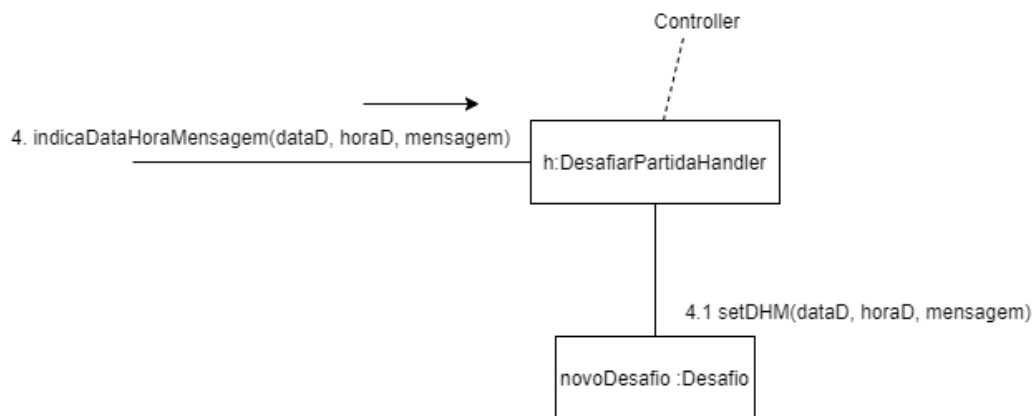 Controller
4. indicaDataHoraMensagem(dataD, horaD, mensagem)
h:DesafiarPartidaHandler
4.1 setDHM(dataD, horaD, mensagem)
novoDesafio :Desafio